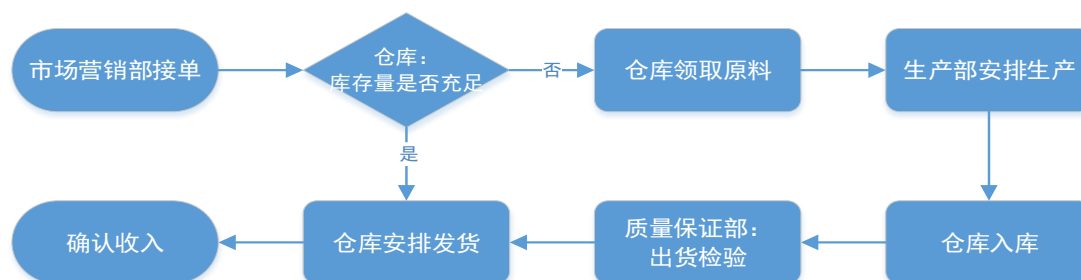 市场营销部接单
仓库：
库存量是否充足
否
仓库领取原料
生产部安排生产
是
确认收入
仓库安排发货
质量保证部：
出货检验
仓库入库